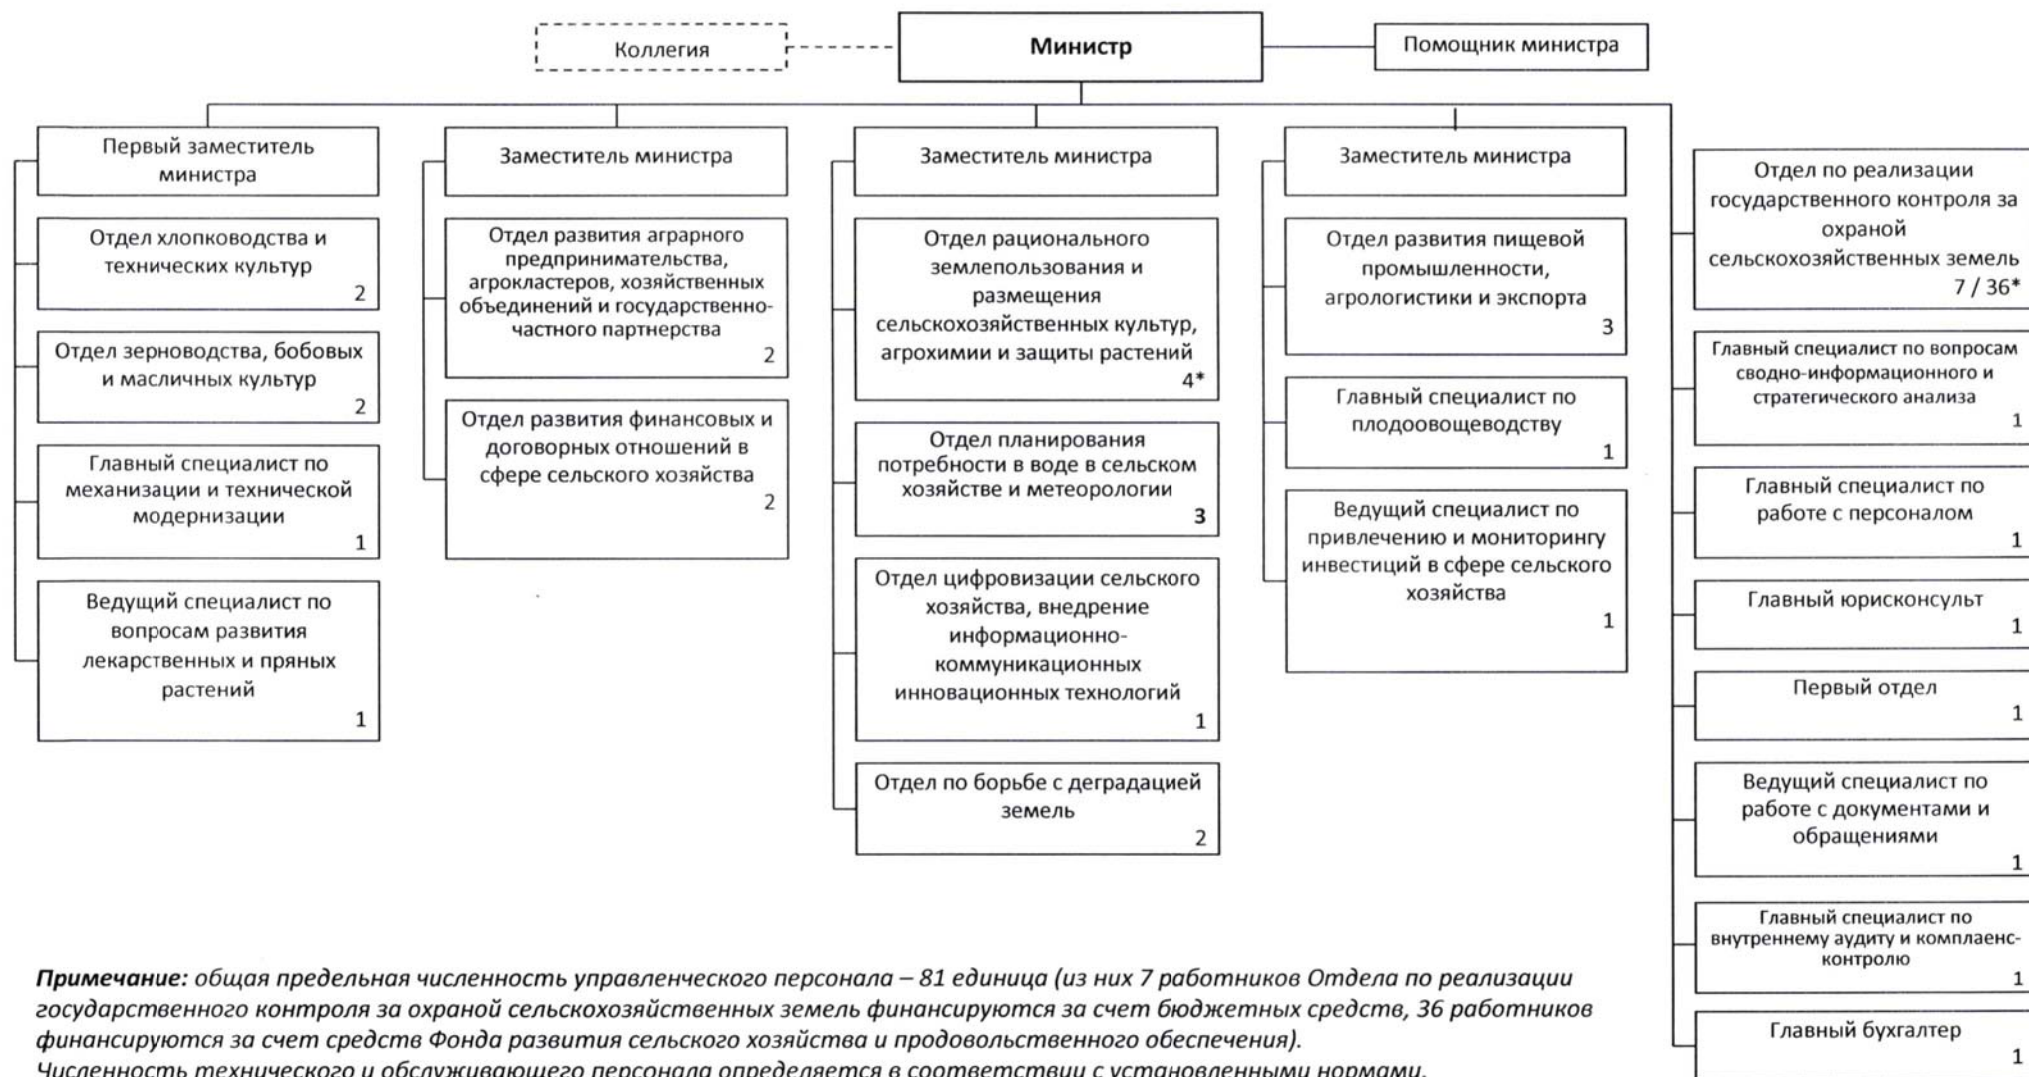 Коллегия
Министр
Помощник министра
Первый заместитель
министра
Отдел хлопководства и
технических культур
2
Отдел зерноводства, бобовых
и масличных культур
2
Главный специалист по
механизации и технической
модернизации
1
Ведущий специалист по
вопросам развития
лекарственных и пряных
растений
1
Заместитель министра
Отдел развития аграрного
предпринимательства,
агрокластеров, хозяйственных
объединений и государственно-
частного партнерства
2
Отдел развития финансовых и
договорных отношений в
сфере сельского хозяйства
2
Заместитель министра
Отдел рационального
землепользования и
размещения
сельскохозяйственных культур,
агрохимии и защиты растений
4*
Отдел планирования
потребности в воде в сельском
хозяйстве и метеорологии
3
Отдел цифровизации сельского
хозяйства, внедрение
информационно-
коммуникационных
инновационных технологий
1
Отдел по борьбе с деградацией
земель
2
Заместитель министра
Отдел развития пищевой
промышленности,
агрологистики и экспорта
3
Главный специалист по
плодоовощеводству
1
Ведущий специалист по
привлечению и мониторингу
инвестиций в сфере сельского
хозяйства
1
Отдел по реализации
государственного контроля за
охраной
сельскохозяйственных земель
7 / 36*
Главный специалист по вопросам
сводно-информационного и
стратегического анализа
1
Главный специалист по
работе с персоналом
1
Главный юрисконсульт
1
Первый отдел
1
Ведущий специалист по
работе с документами и
обращениями
1
Главный специалист по
внутреннему аудиту и комплаенс-
контролю
1
Главный бухгалтер
1
Примечание: общая предельная численность управленческого персонала – 81 единица (из них 7 работников Отдела по реализации
государственного контроля за охраной сельскохозяйственных земель финансируются за счет бюджетных средств, 36 работников
финансируются за счет средств Фонда развития сельского хозяйства и продовольственного обеспечения).
Численность технического и обслуживающего персонала определяется в соответствии с установленными нормами.